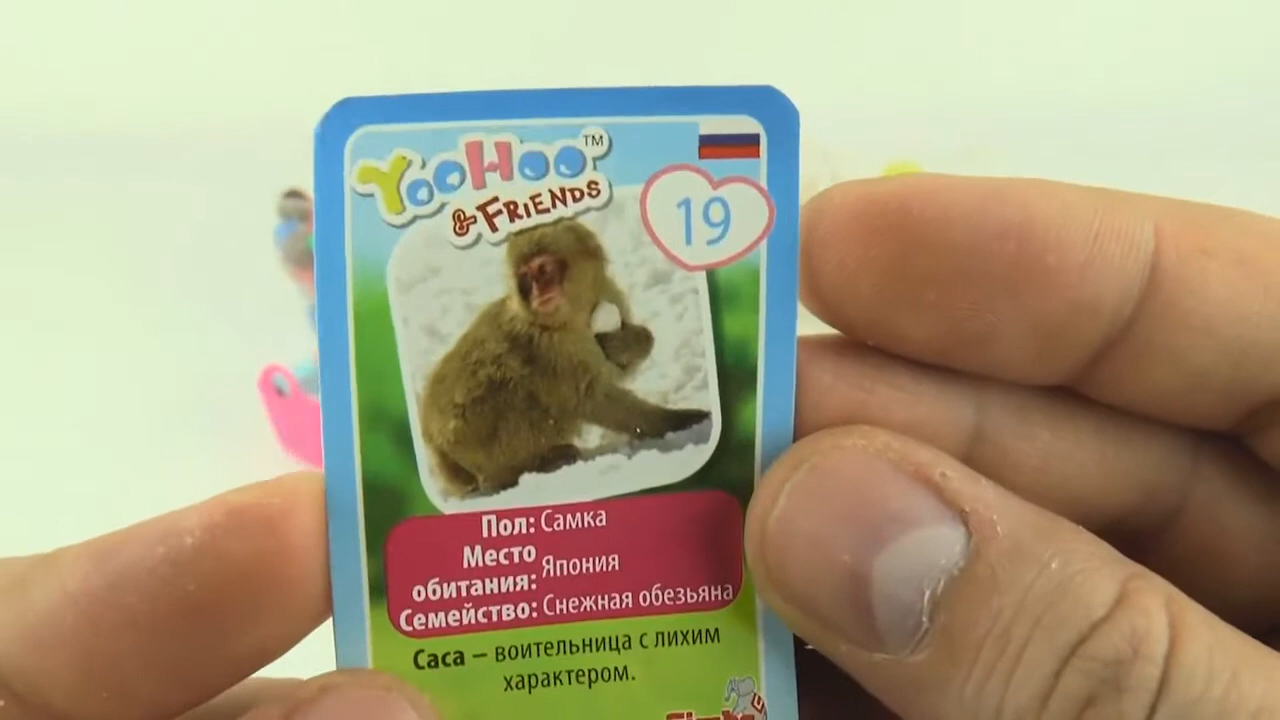 YooHoo™
& FRIENDS
19
Пол: Самка
Место
обитания: Япония
Семейство: Снежная обезьяна
Саса – воительница с лихим
характером.